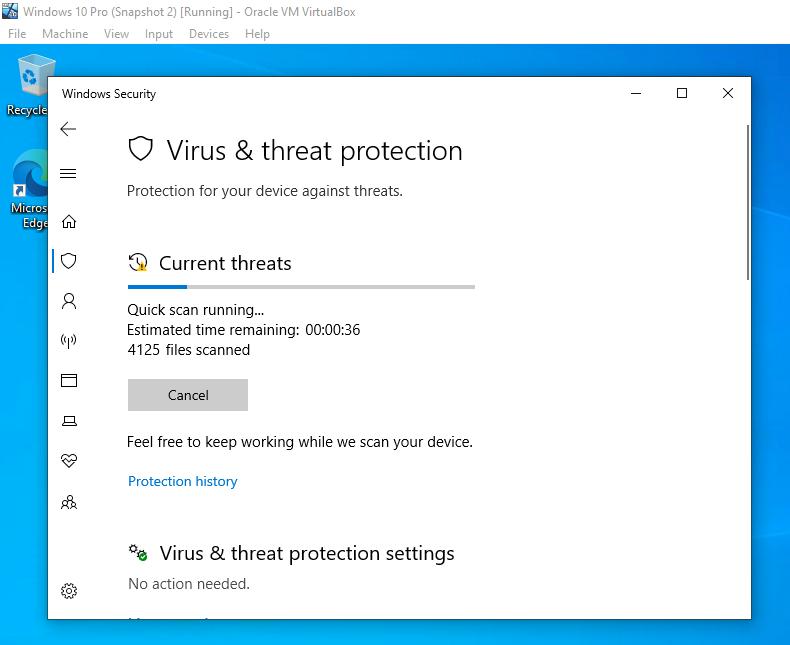 Windows 10 Pro (Snapshot 2) [Running] - Oracle VM VirtualBox
File Machine View Input Devices Help
Recycle
Micros
Edge
Windows Security
Virus & threat protection
Protection for your device against threats.
Current threats
Quick scan running...
Estimated time remaining: 00:00:36
4125 files scanned
Cancel
Feel free to keep working while we scan your device.
Protection history
Virus & threat protection settings
No action needed.